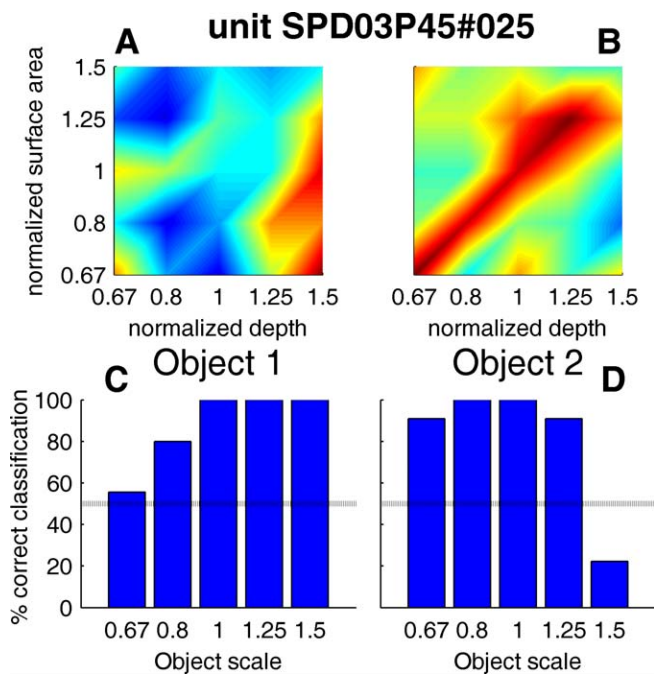 unit SPD03P45#025
A
B
normalized surface area
1.5
1.25
1
0.8
0.67
0.67 0.8 1 1.25 1.5
0.67 0.8 1 1.25 1.5
normalized depth
normalized depth
C
Object 1
Object 2
D
% correct classification
100
80
60
40
20
0
0.67 0.8 1 1.25 1.5
0.67 0.8 1 1.25 1.5
Object scale
Object scale